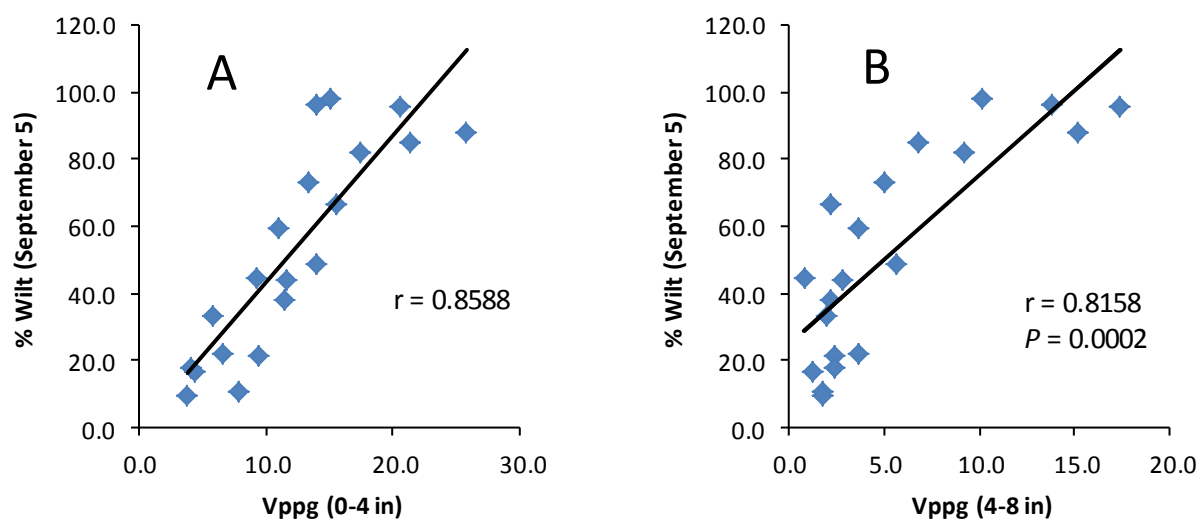 120.0
100.0
80.0
60.0
40.0
20.0
0.0
% Wilt (September 5)
A
r = 0.8588
0.0 10.0 20.0 30.0
Vppg (0-4 in)
120.0
100.0
80.0
60.0
40.0
20.0
0.0
% Wilt (September 5)
B
r = 0.8158
P = 0.0002
0.0 5.0 10.0 15.0 20.0
Vppg (4-8 in)